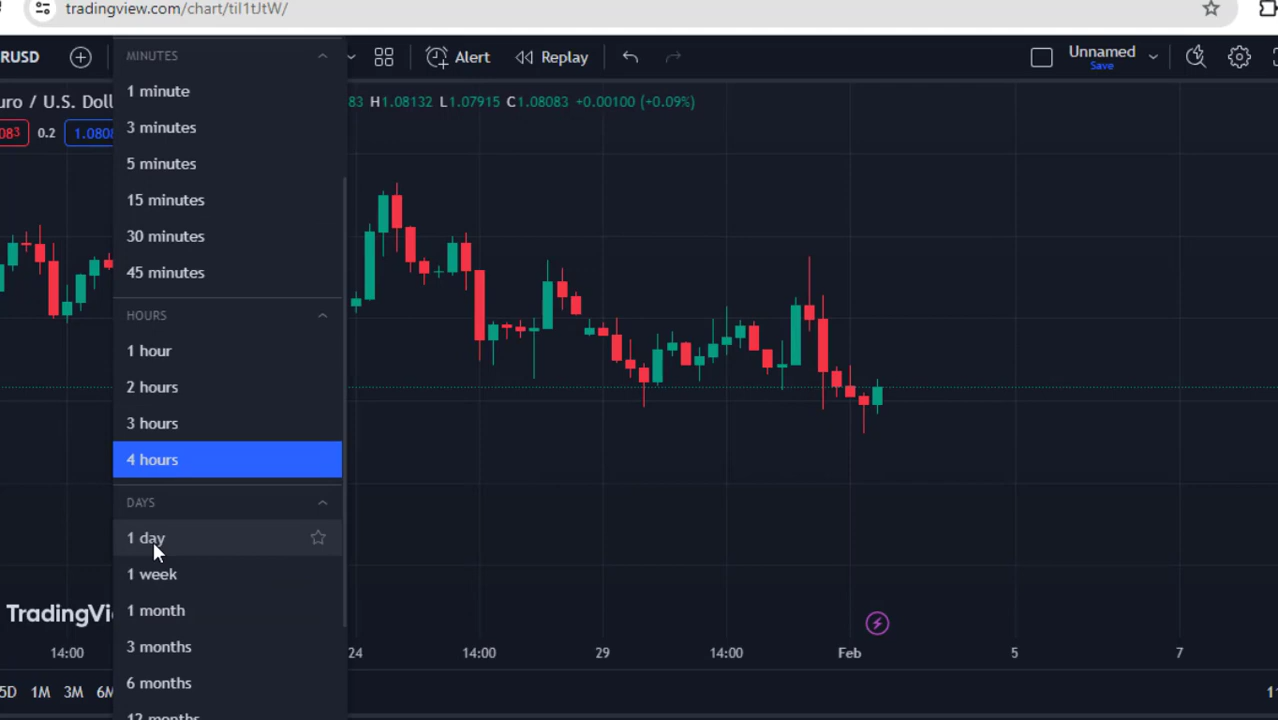 tradingview.com/chart/til1tJtW/
RUSD
MINUTES
Alert
Replay
Unnamed
Save
1 minute
uro / U.S. Doll
83 H1.08132 L1.07915 C1.08083 +0.00100 (+0.09%)
083 0.2 1.0808
3 minutes
5 minutes
15 minutes
30 minutes
45 minutes
HOURS
1 hour
2 hours
3 hours
4 hours
DAYS
1 day
1 week
TradingVi
1 month
3 months
14:00 24 14:00 29 14:00 Feb 5 7
6 months
5D 1M 3M 6M
12 months